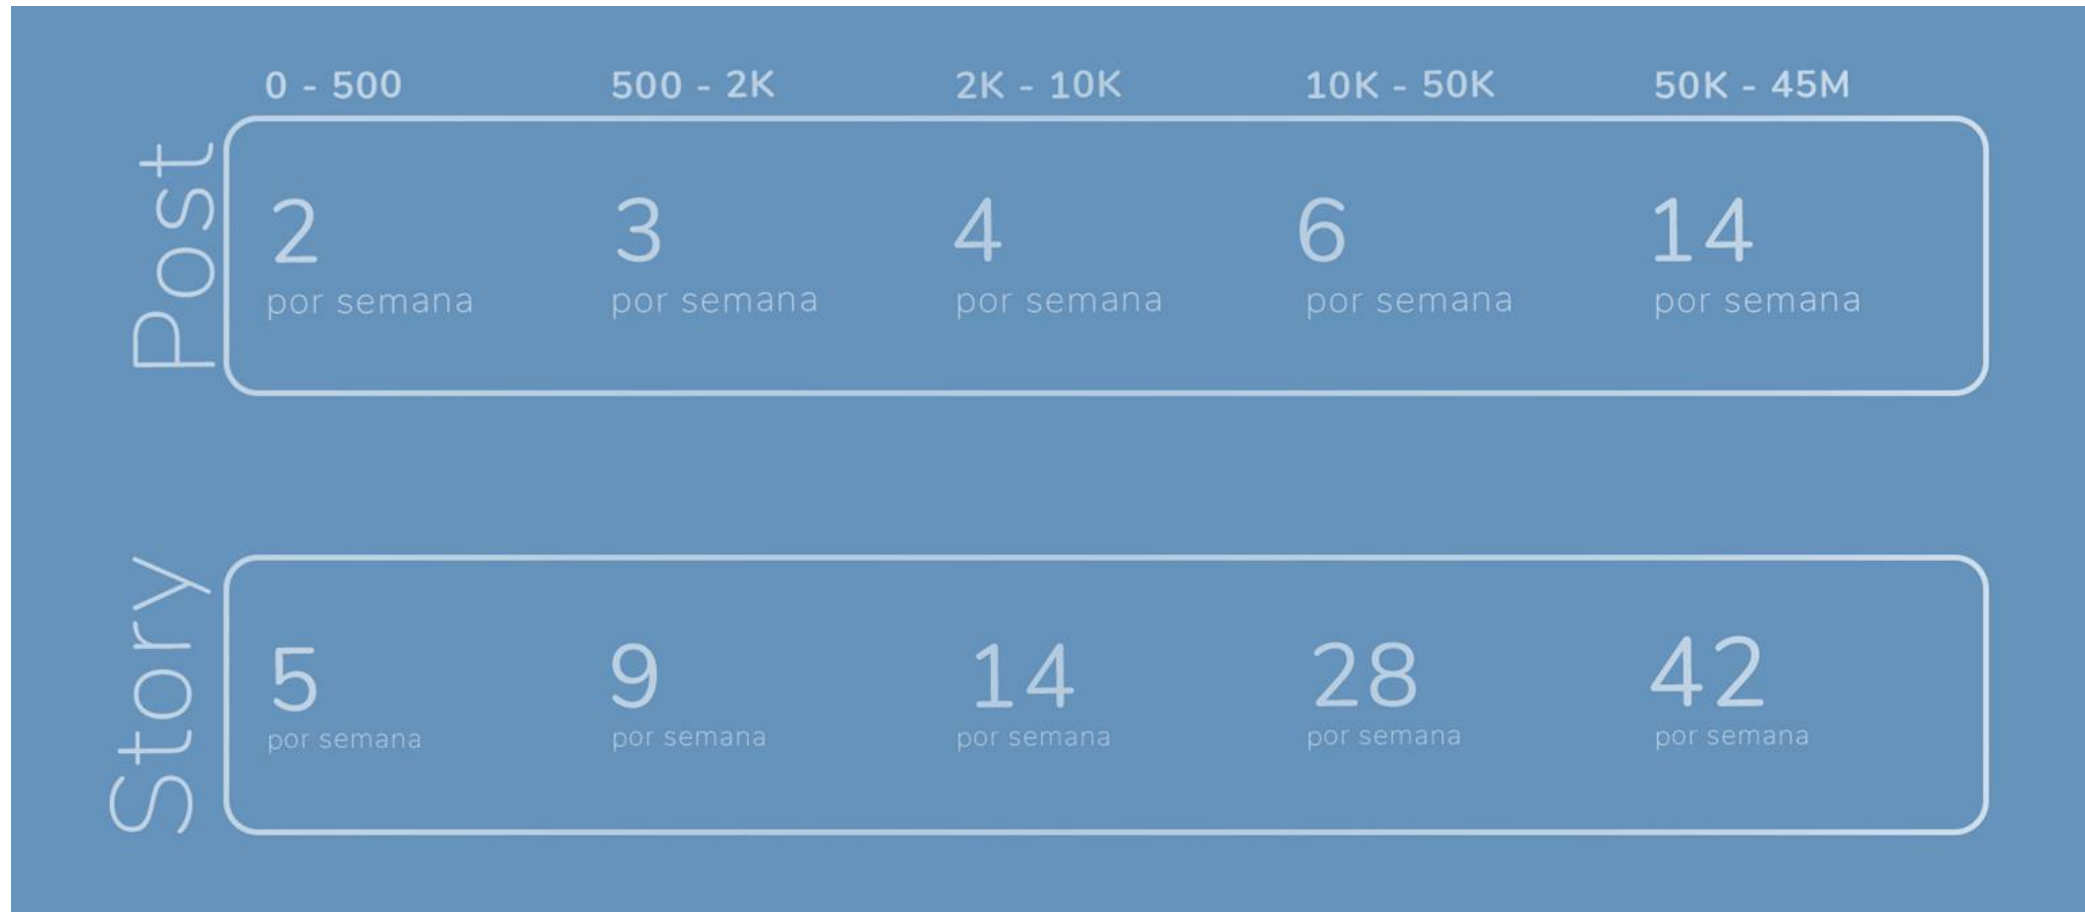 0 - 500 500 - 2K 2K - 10K 10K - 50K 50K - 45M
Post
2 3 4 6 14
por semana por semana por semana por semana por semana
Story
5 9 14 28 42
por semana por semana por semana por semana por semana